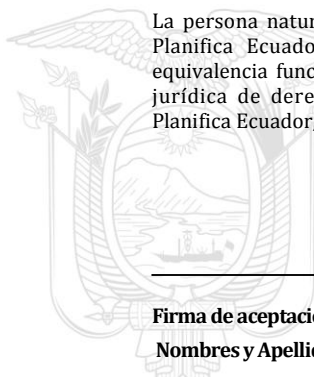 La persona natur
Planifica Ecuado
equivalencia func
jurídica de dere
Planifica Ecuador,
Firma de aceptació
Nombres y Apellid